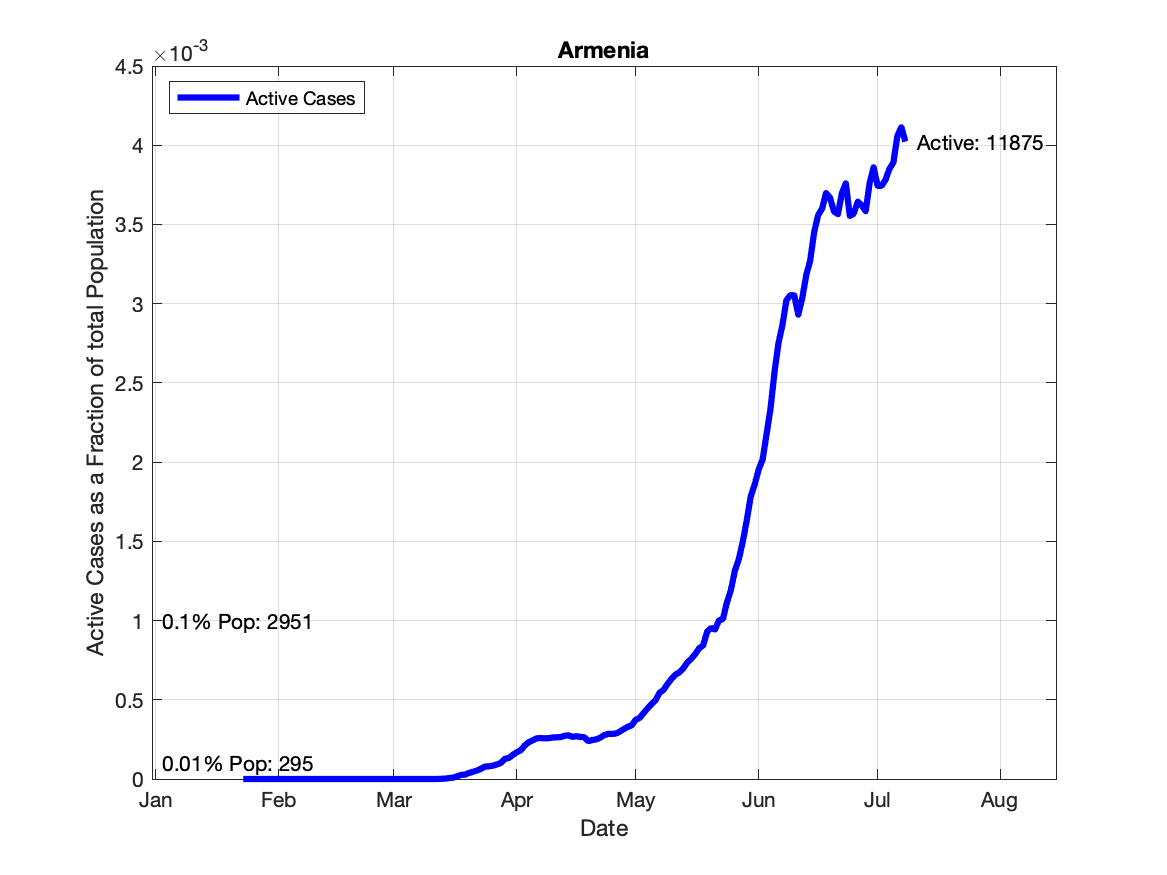 Armenia
×10-3
4.5
4
3.5
3
2.5
2
1.5
1
0.5
0
Active Cases as a Fraction of total Population
Active Cases
Active: 11875
0.1% Pop: 2951
0.01% Pop: 295
Jan Feb Mar Apr May Jun Jul Aug
Date